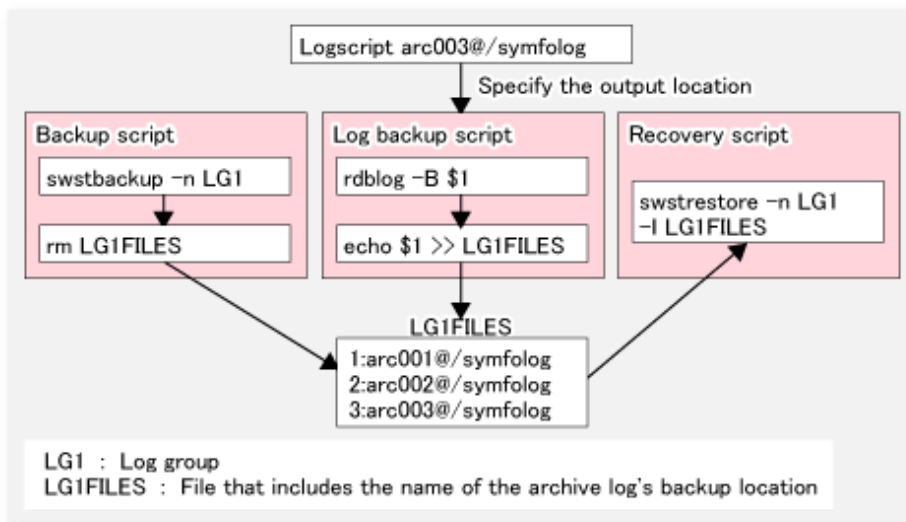 Logscript arc003@/symfolog
Specify the output location
Backup script
swstbackup -n LG1
rm LG1FILES
Log backup script
rdblog -B $1
echo $1 >> LG1FILES
Recovery script
swstrestore -n LG1
-l LG1FILES
LG1FILES
1:arc001@/symfolog
2:arc002@/symfolog
3:arc003@/symfolog
LG1 : Log group
LG1FILES : File that includes the name of the archive log's backup location